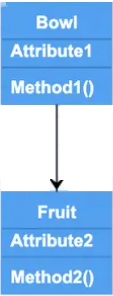 Bowl
Attribute1
Method1()
Fruit
Attribute2
Method2()